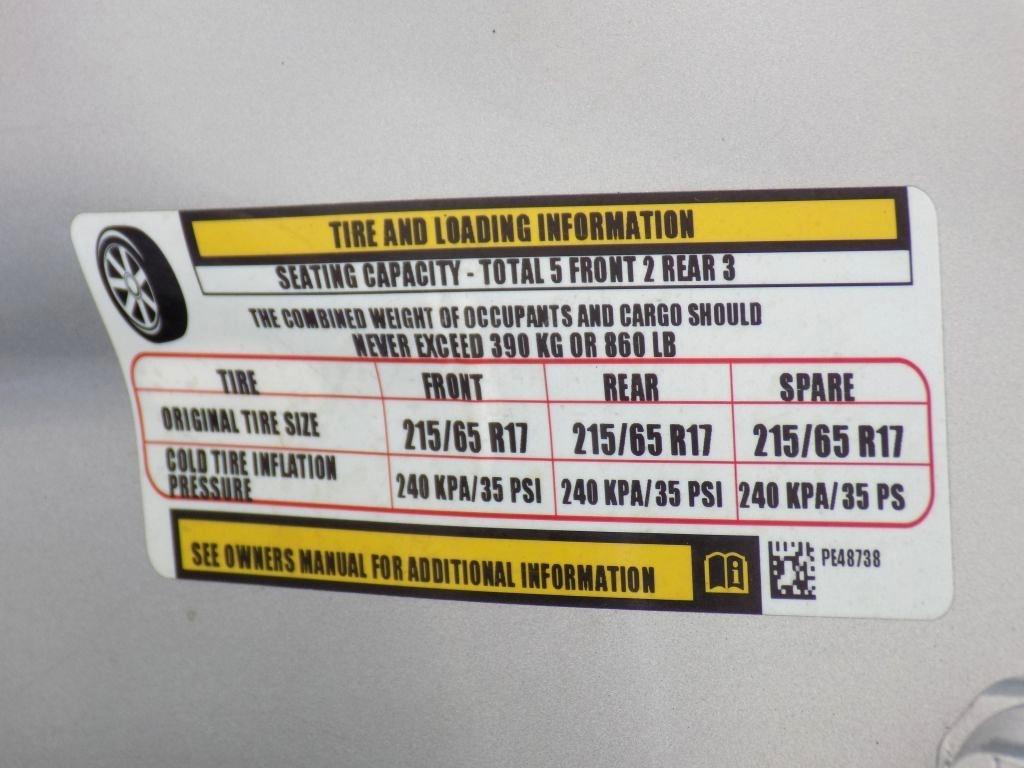 TIRE AND LOADING INFORMATION
SEATING CAPACITY - TOTAL 5 FRONT 2 REAR 3
THE COMBINED WEIGHT OF OCCUPANTS AND CARGO SHOULD
NEVER EXCEED 390 KG OR 860 LB
TIRE FRONT REAR SPARE
ORIGINAL TIRE SIZE 215/65 R17 215/65 R17 215/65 R17
COLD TIRE INFLATION
PRESSURE 240 KPA/35 PSI 240 KPA/35 PSI 240 KPA/35 PS
SEE OWNERS MANUAL FOR ADDITIONAL INFORMATION
PE48738